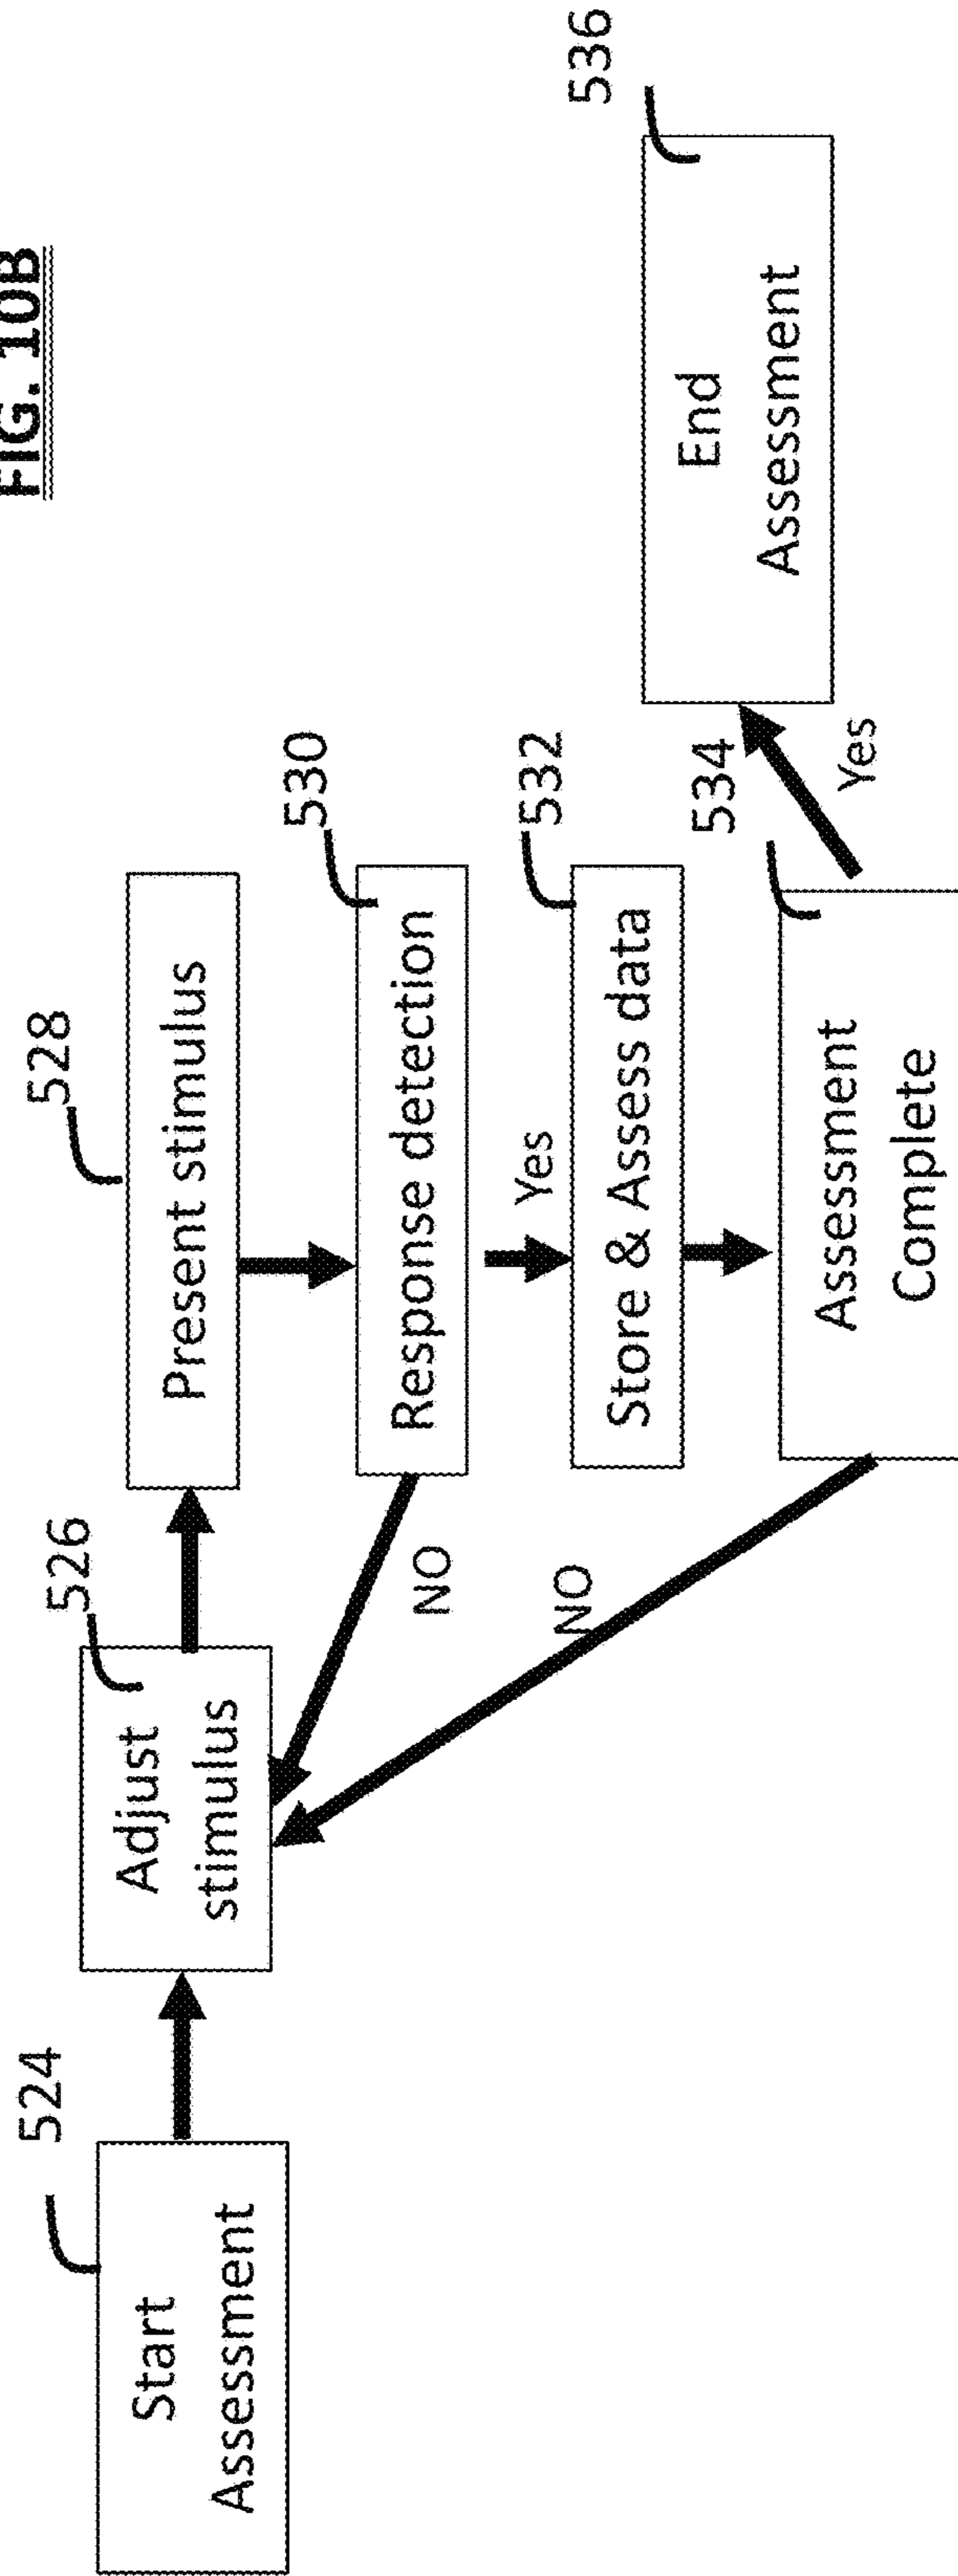 FIG. 10B
524
Start
Assessment
526
Adjust
stimulus
528
Present stimulus
530
Response detection
NO
Yes
532
Store & Assess data
NO
534
Assessment
Complete
Yes
536
End
Assessment